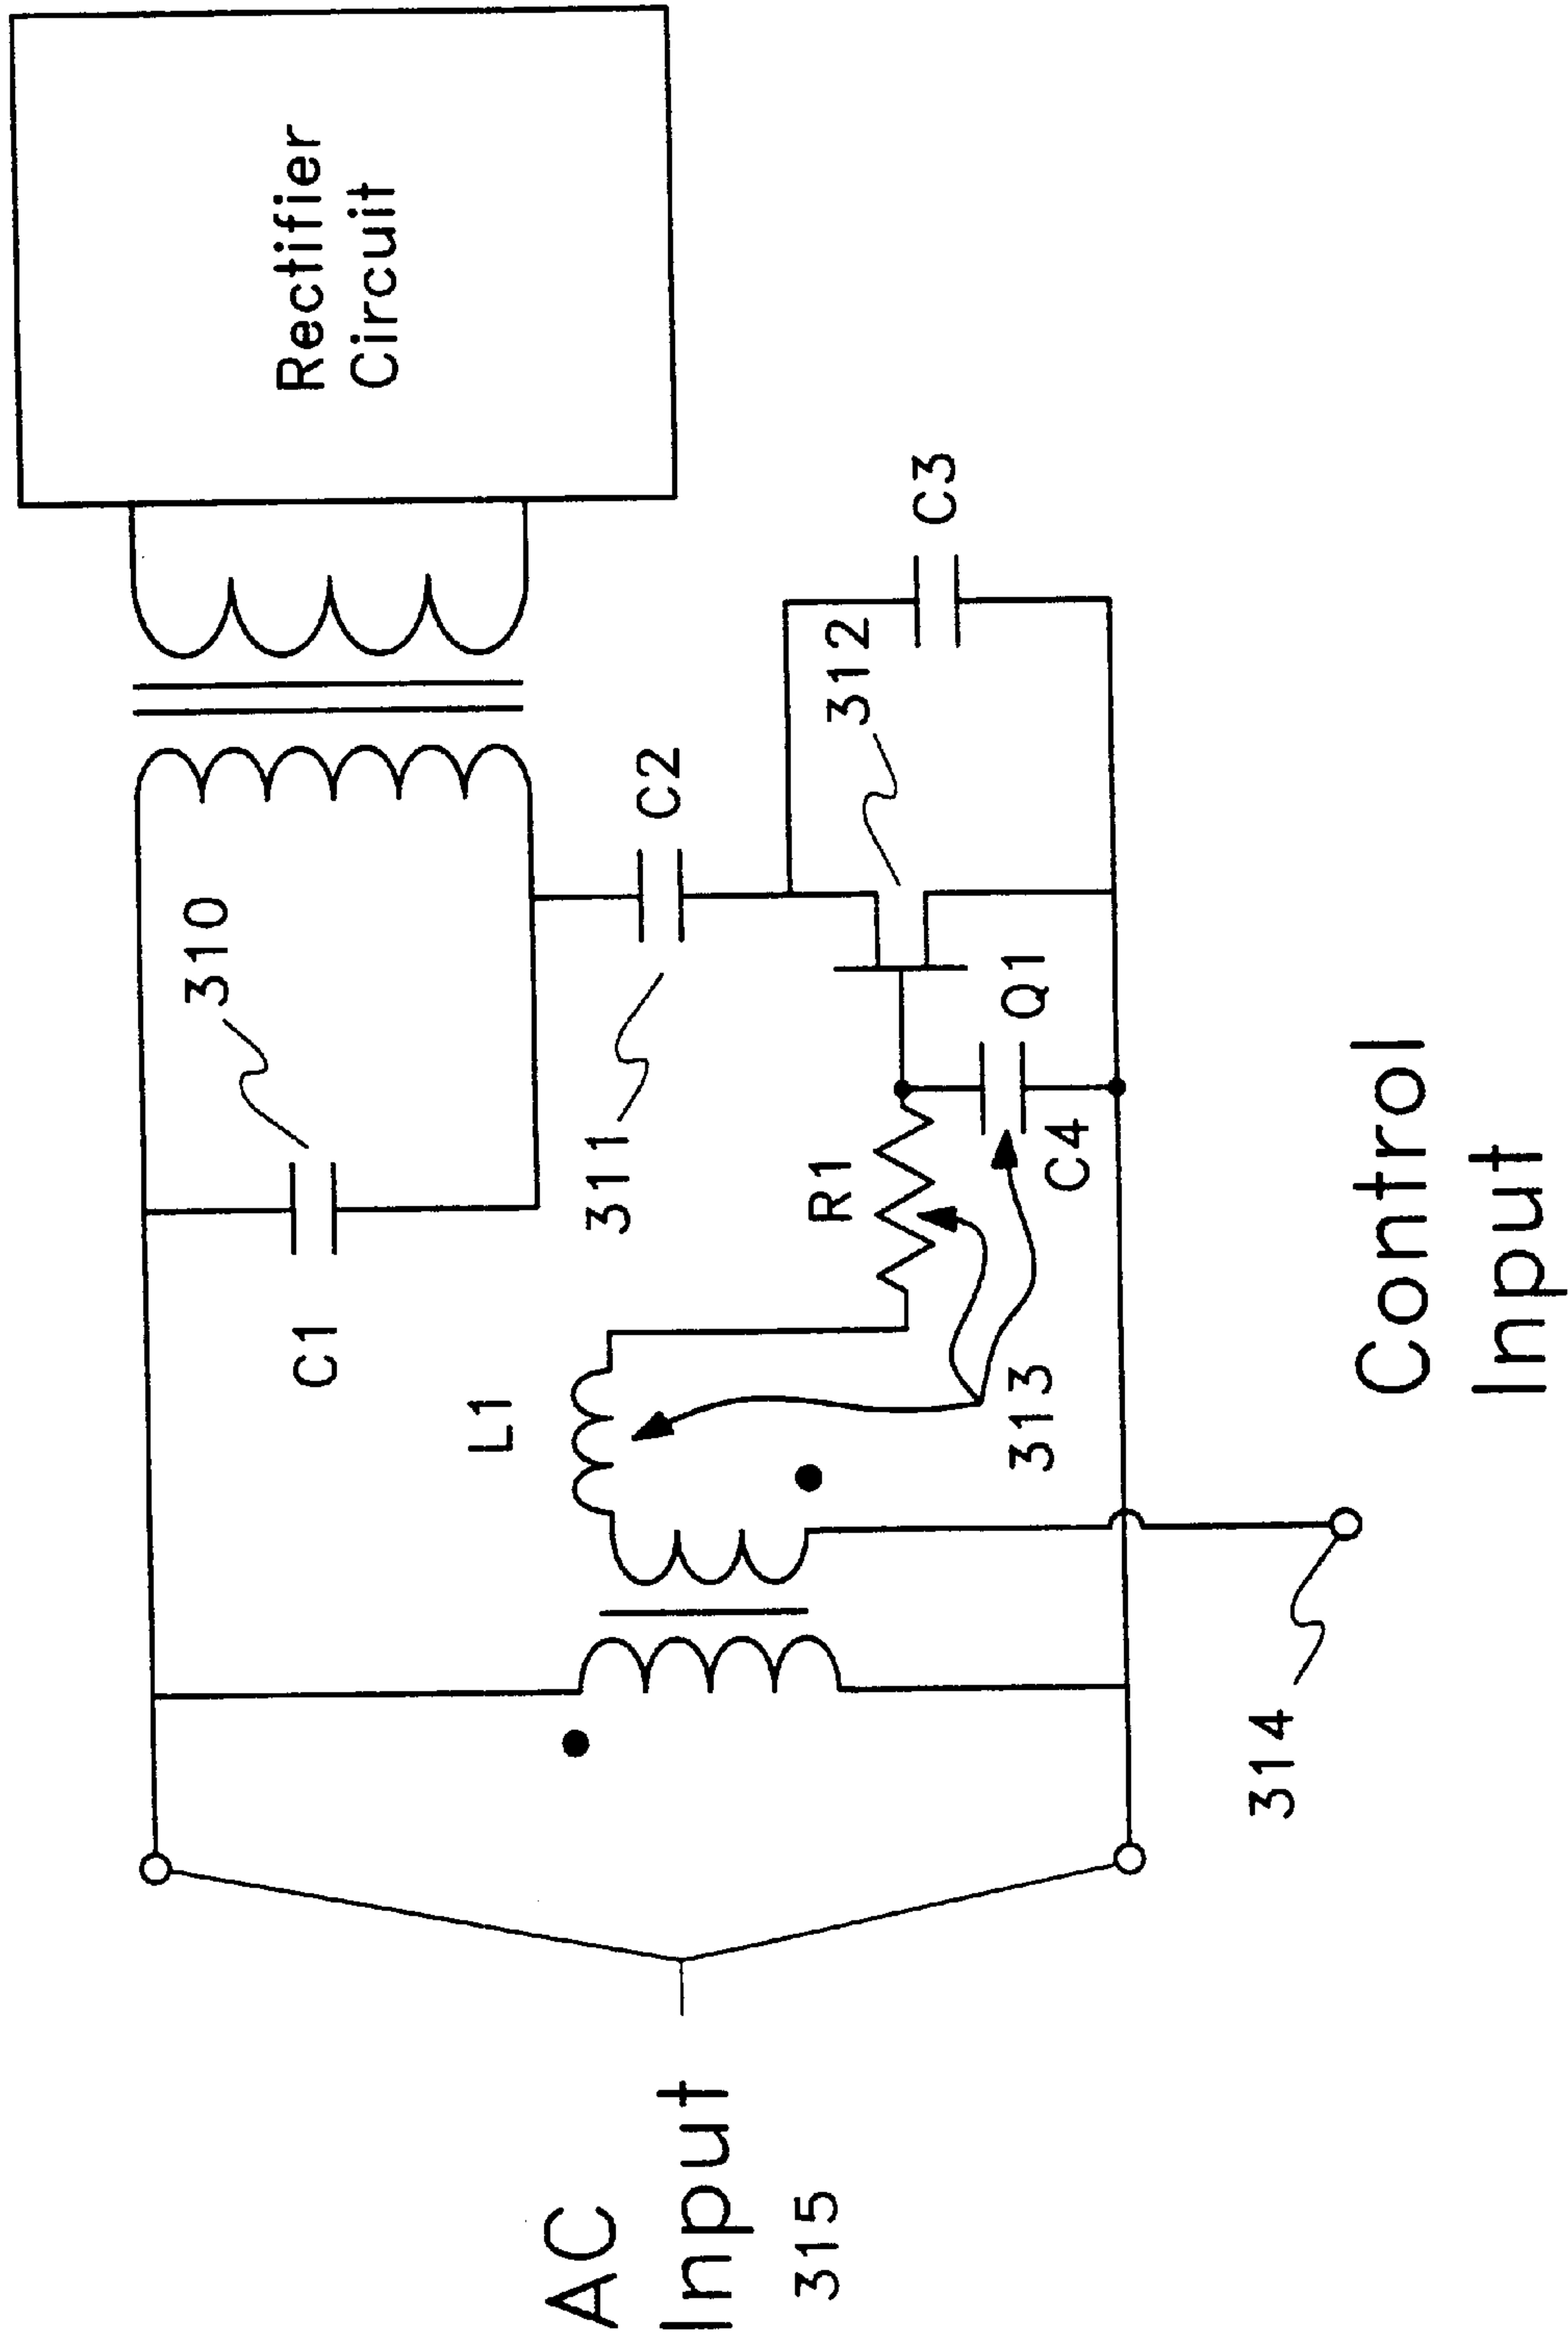 Rectifier
Circuit
310
C1
311
C2
312
C3
L1
R1
Q1
C4
313
AC
Input
315
314
Control
Input